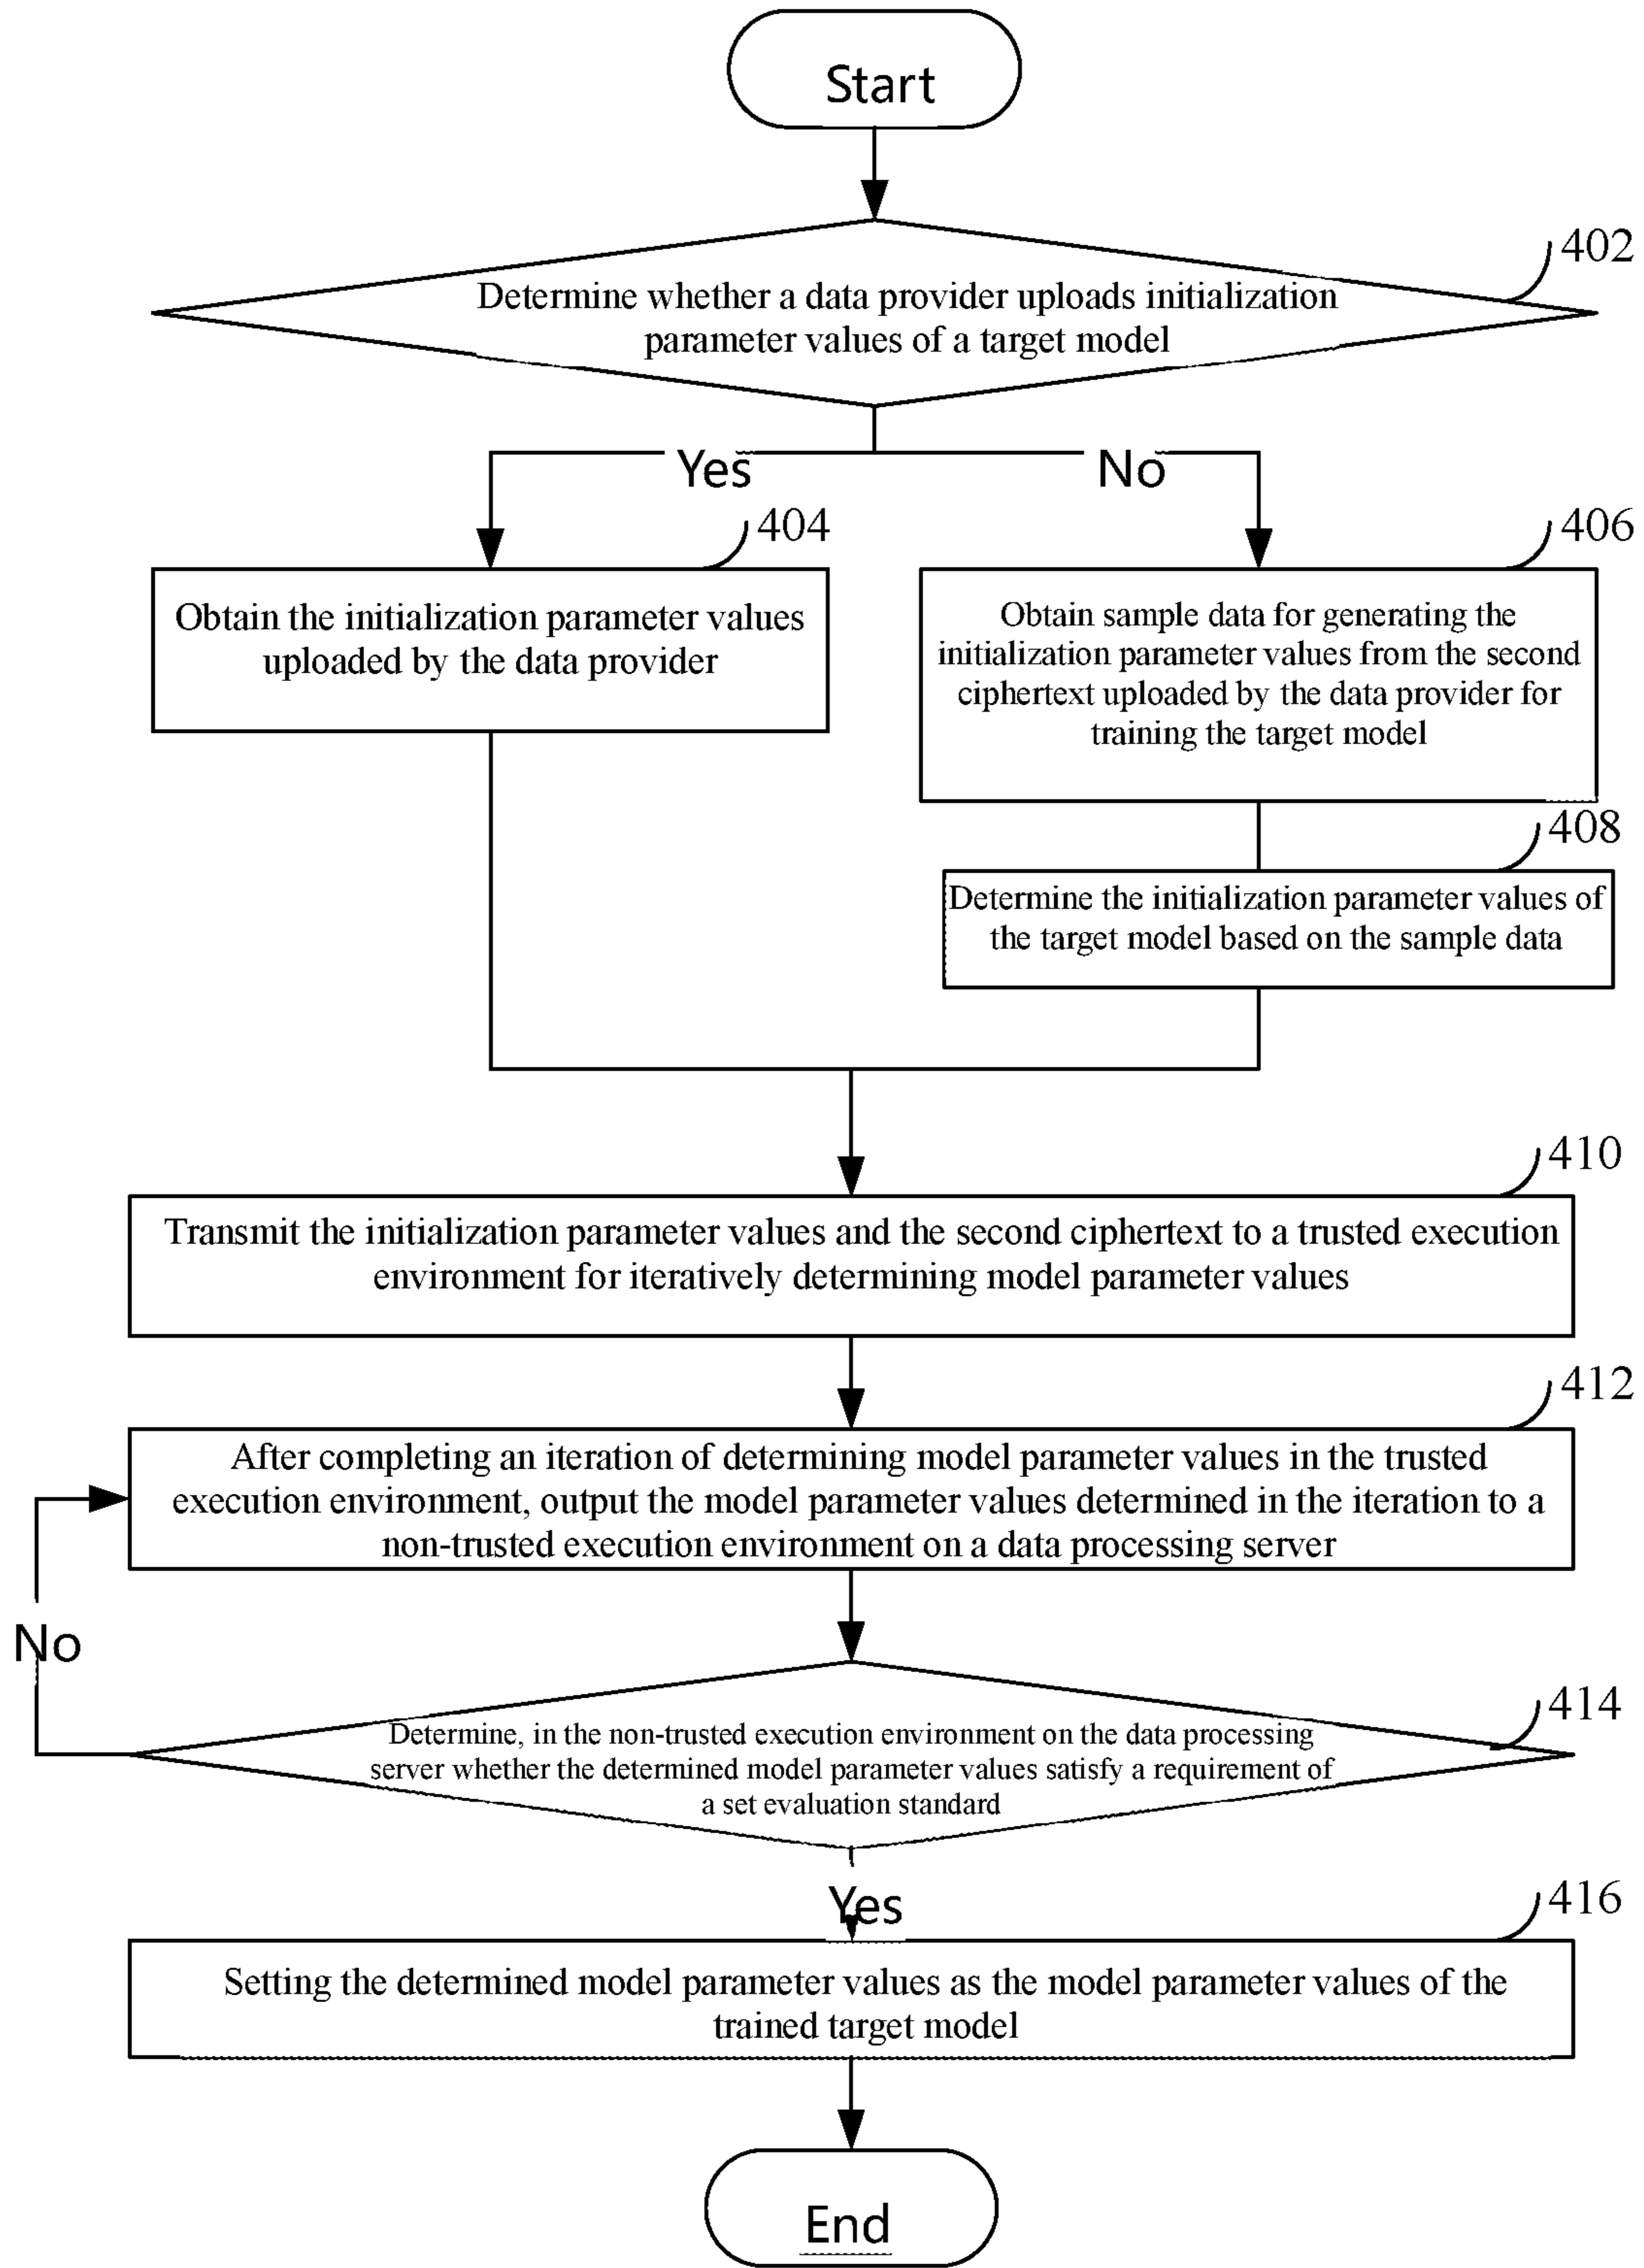 Start
402
Determine whether a data provider uploads initialization
parameter values of a target model
Yes
No
404
Obtain the initialization parameter values
uploaded by the data provider
406
Obtain sample data for generating the
initialization parameter values from the second
ciphertext uploaded by the data provider for
training the target model
408
Determine the initialization parameter values of
the target model based on the sample data
410
Transmit the initialization parameter values and the second ciphertext to a trusted execution
environment for iteratively determining model parameter values
412
After completing an iteration of determining model parameter values in the trusted
execution environment, output the model parameter values determined in the iteration to a
non-trusted execution environment on a data processing server
No
414
Determine, in the non-trusted execution environment on the data processing
server whether the determined model parameter values satisfy a requirement of
a set evaluation standard
Yes
416
Setting the determined model parameter values as the model parameter values of the
trained target model
End